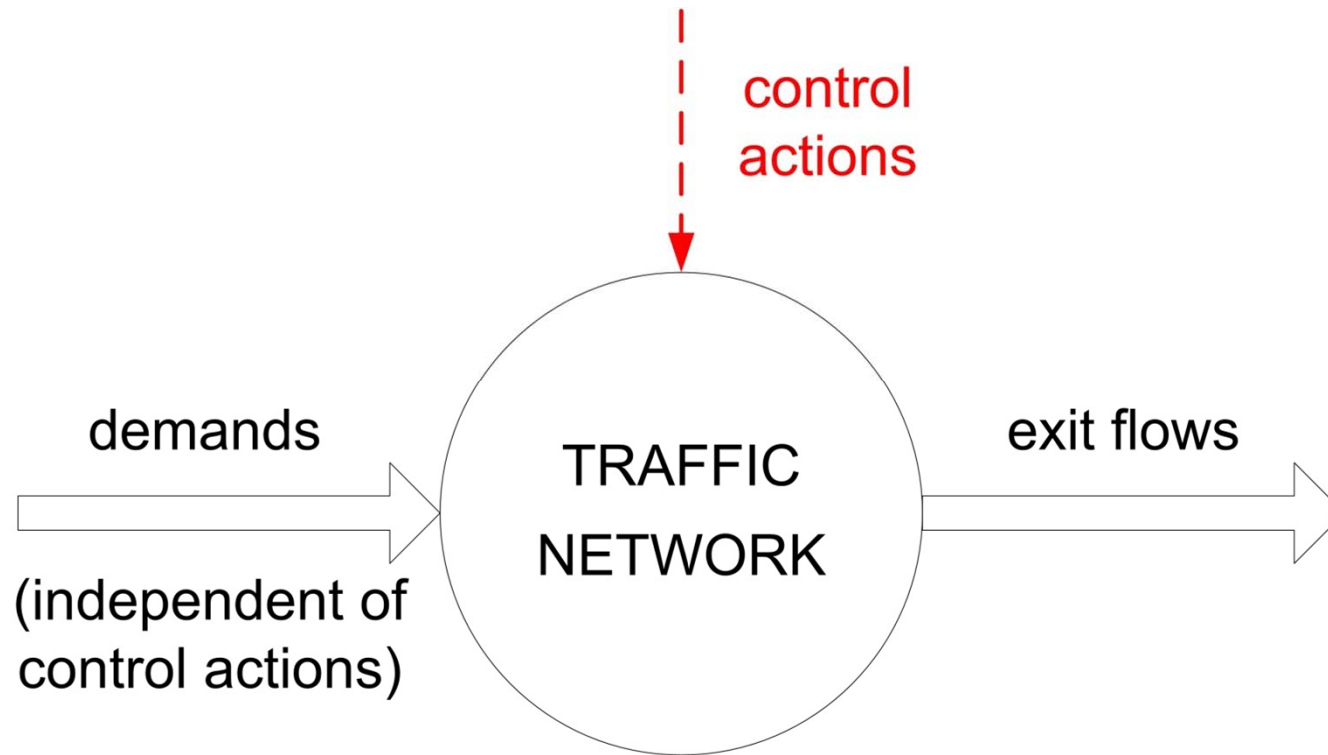 control
actions
demands
exit flows
TRAFFIC
NETWORK
(independent of
control actions)